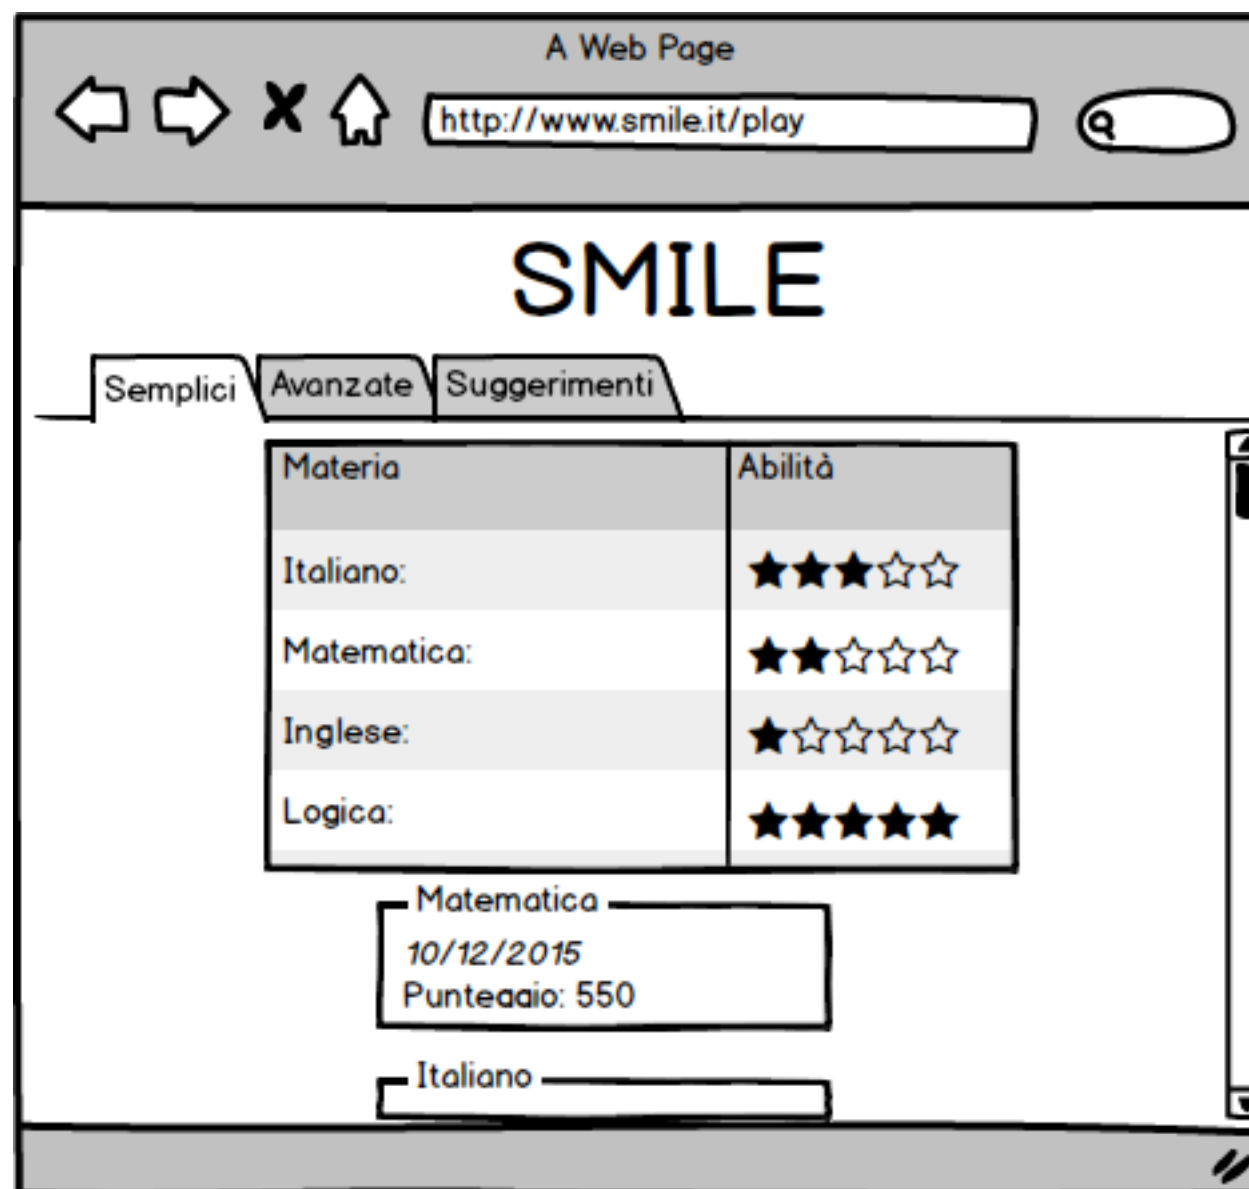 A Web Page
http://www.smile.it/play
SMILE
Semplici Avanzate Suggerimenti
Materia Abilità
Italiano:
Matematica:
Inglese:
Logica:
Matematica
10/12/2015
Punteggio: 550
Italiano